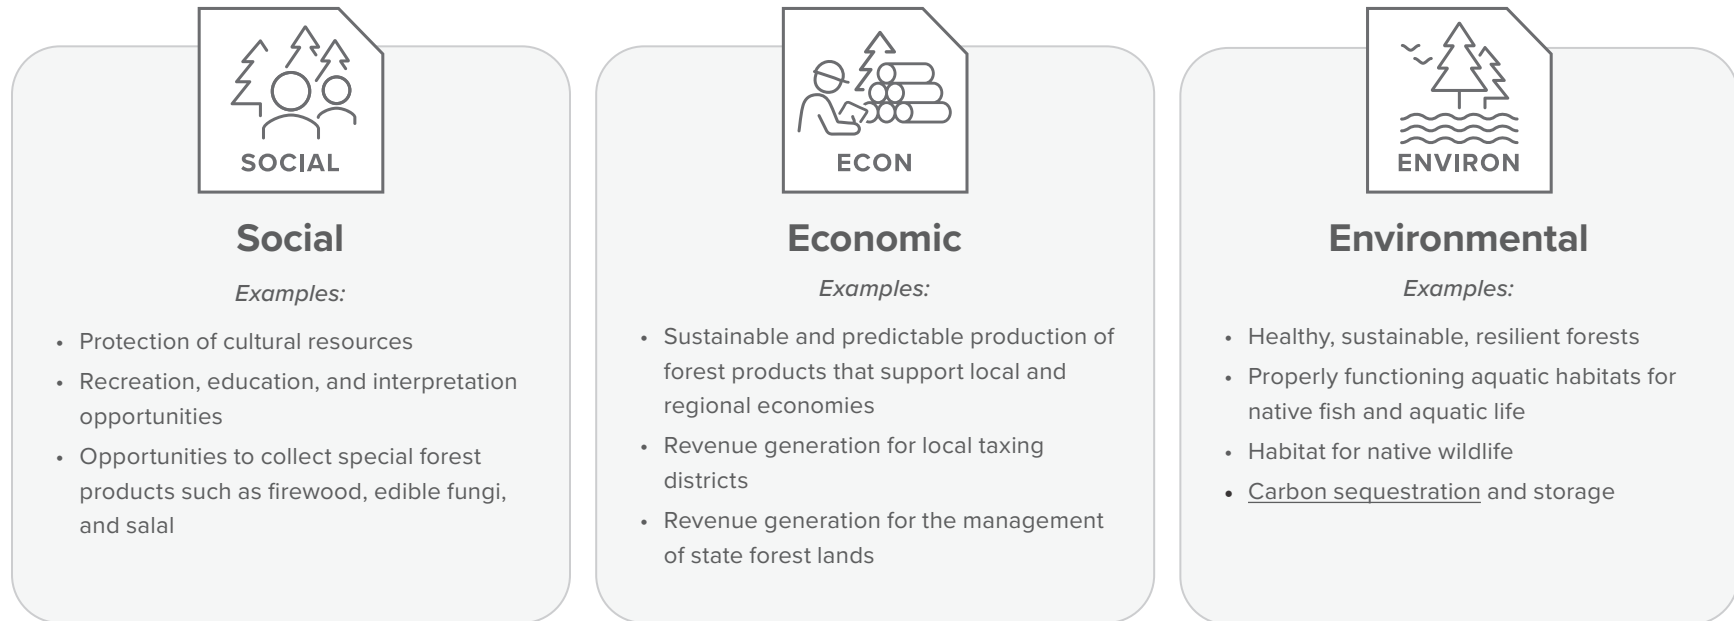 SOCIAL
Social
Examples:
• Protection of cultural resources
• Recreation, education, and interpretation
opportunities
• Opportunities to collect special forest
products such as firewood, edible fungi,
and salal
ECON
Economic
Examples:
• Sustainable and predictable production of
forest products that support local and
regional economies
• Revenue generation for local taxing
districts
• Revenue generation for the management
of state forest lands
ENVIRON
Environmental
Examples:
• Healthy, sustainable, resilient forests
• Properly functioning aquatic habitats for
native fish and aquatic life
• Habitat for native wildlife
• Carbon sequestration and storage